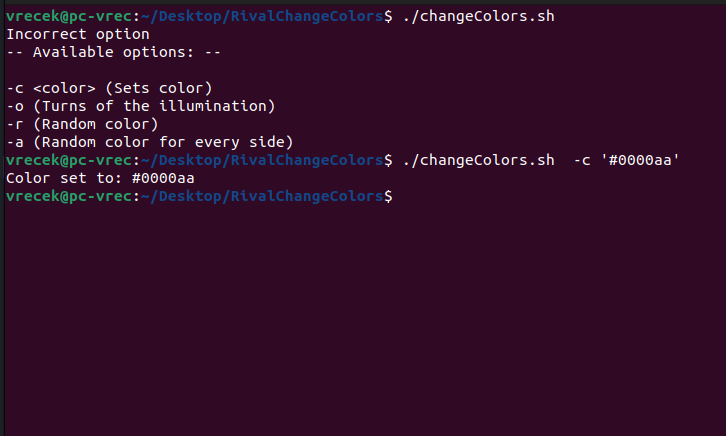 vrecek@pc-vrec:~/Desktop/RivalChangeColors$ ./changeColors.sh
Incorrect option
-- Available options: --
-c <color> (Sets color)
-o (Turns of the illumination)
-r (Random color)
-a (Random color for every side)
vrecek@pc-vrec:~/Desktop/RivalChangeColors$ ./changeColors.sh  -c '#0000aa'
Color set to: #0000aa
vrecek@pc-vrec:~/Desktop/RivalChangeColors$